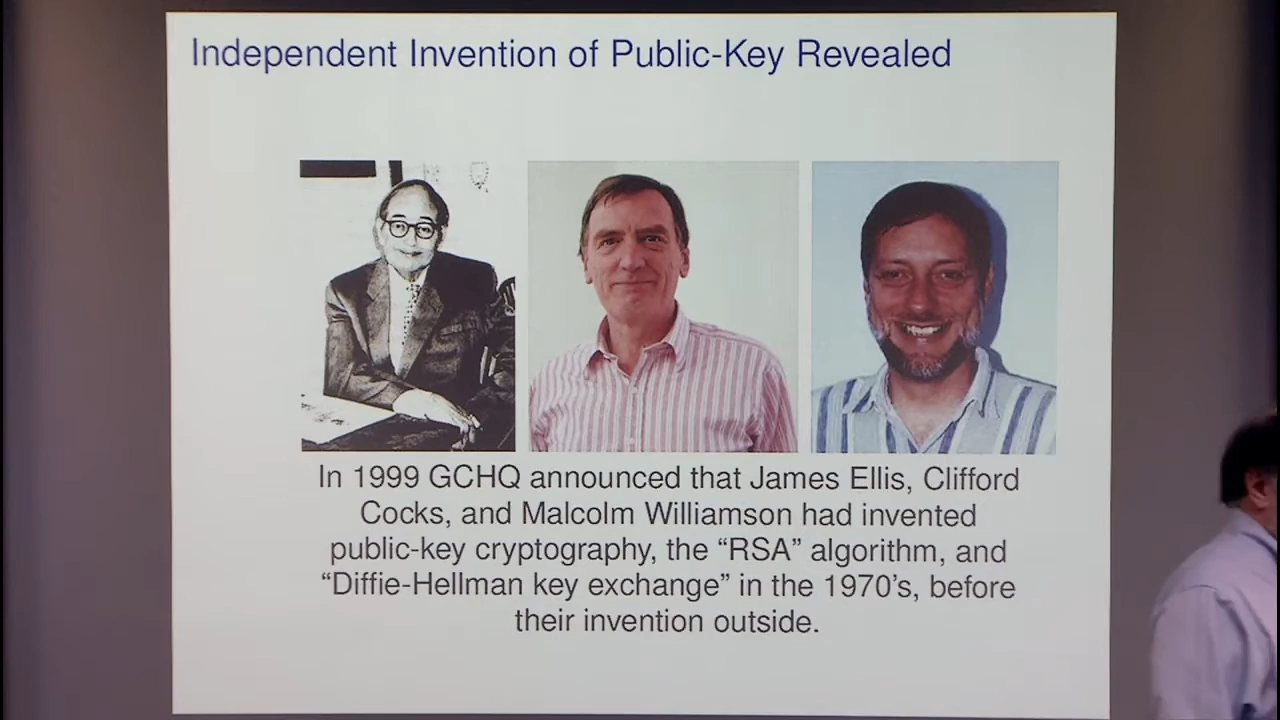 Independent Invention of Public-Key Revealed
In 1999 GCHQ announced that James Ellis, Clifford
Cocks, and Malcolm Williamson had invented
public-key cryptography, the “RSA” algorithm, and
“Diffie-Hellman key exchange” in the 1970’s, before
their invention outside.